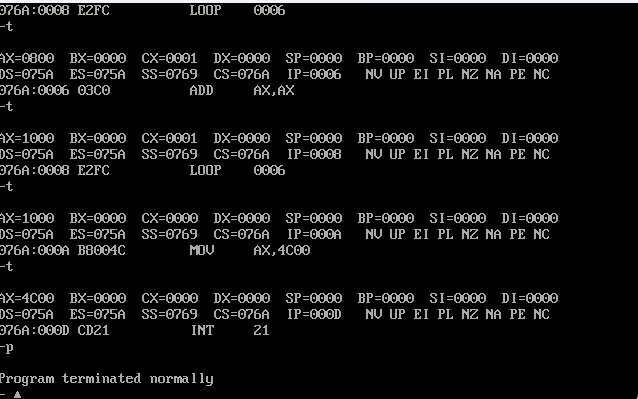 076A:0008 E2FC LOOP 0006
-t
AX=0800 BX=0000 CX=0001 DX=0000 SP=0000 BP=0000 SI=0000 DI=0000
DS=075A ES=075A SS=0769 CS=076A IP=0006 NV UP EI PL NZ NA PE NC
076A:0006 03C0 ADD AX,AX
-t
AX=1000 BX=0000 CX=0001 DX=0000 SP=0000 BP=0000 SI=0000 DI=0000
DS=075A ES=075A SS=0769 CS=076A IP=0008 NV UP EI PL NZ NA PE NC
076A:0008 E2FC LOOP 0006
-t
AX=1000 BX=0000 CX=0000 DX=0000 SP=0000 BP=0000 SI=0000 DI=0000
DS=075A ES=075A SS=0769 CS=076A IP=000A NV UP EI PL NZ NA PE NC
076A:000A B8004C MOV AX,4C00
-t
AX=4C00 BX=0000 CX=0000 DX=0000 SP=0000 BP=0000 SI=0000 DI=0000
DS=075A ES=075A SS=0769 CS=076A IP=000D NV UP EI PL NZ NA PE NC
076A:000D CD21 INT 21
-p
Program terminated normally
-